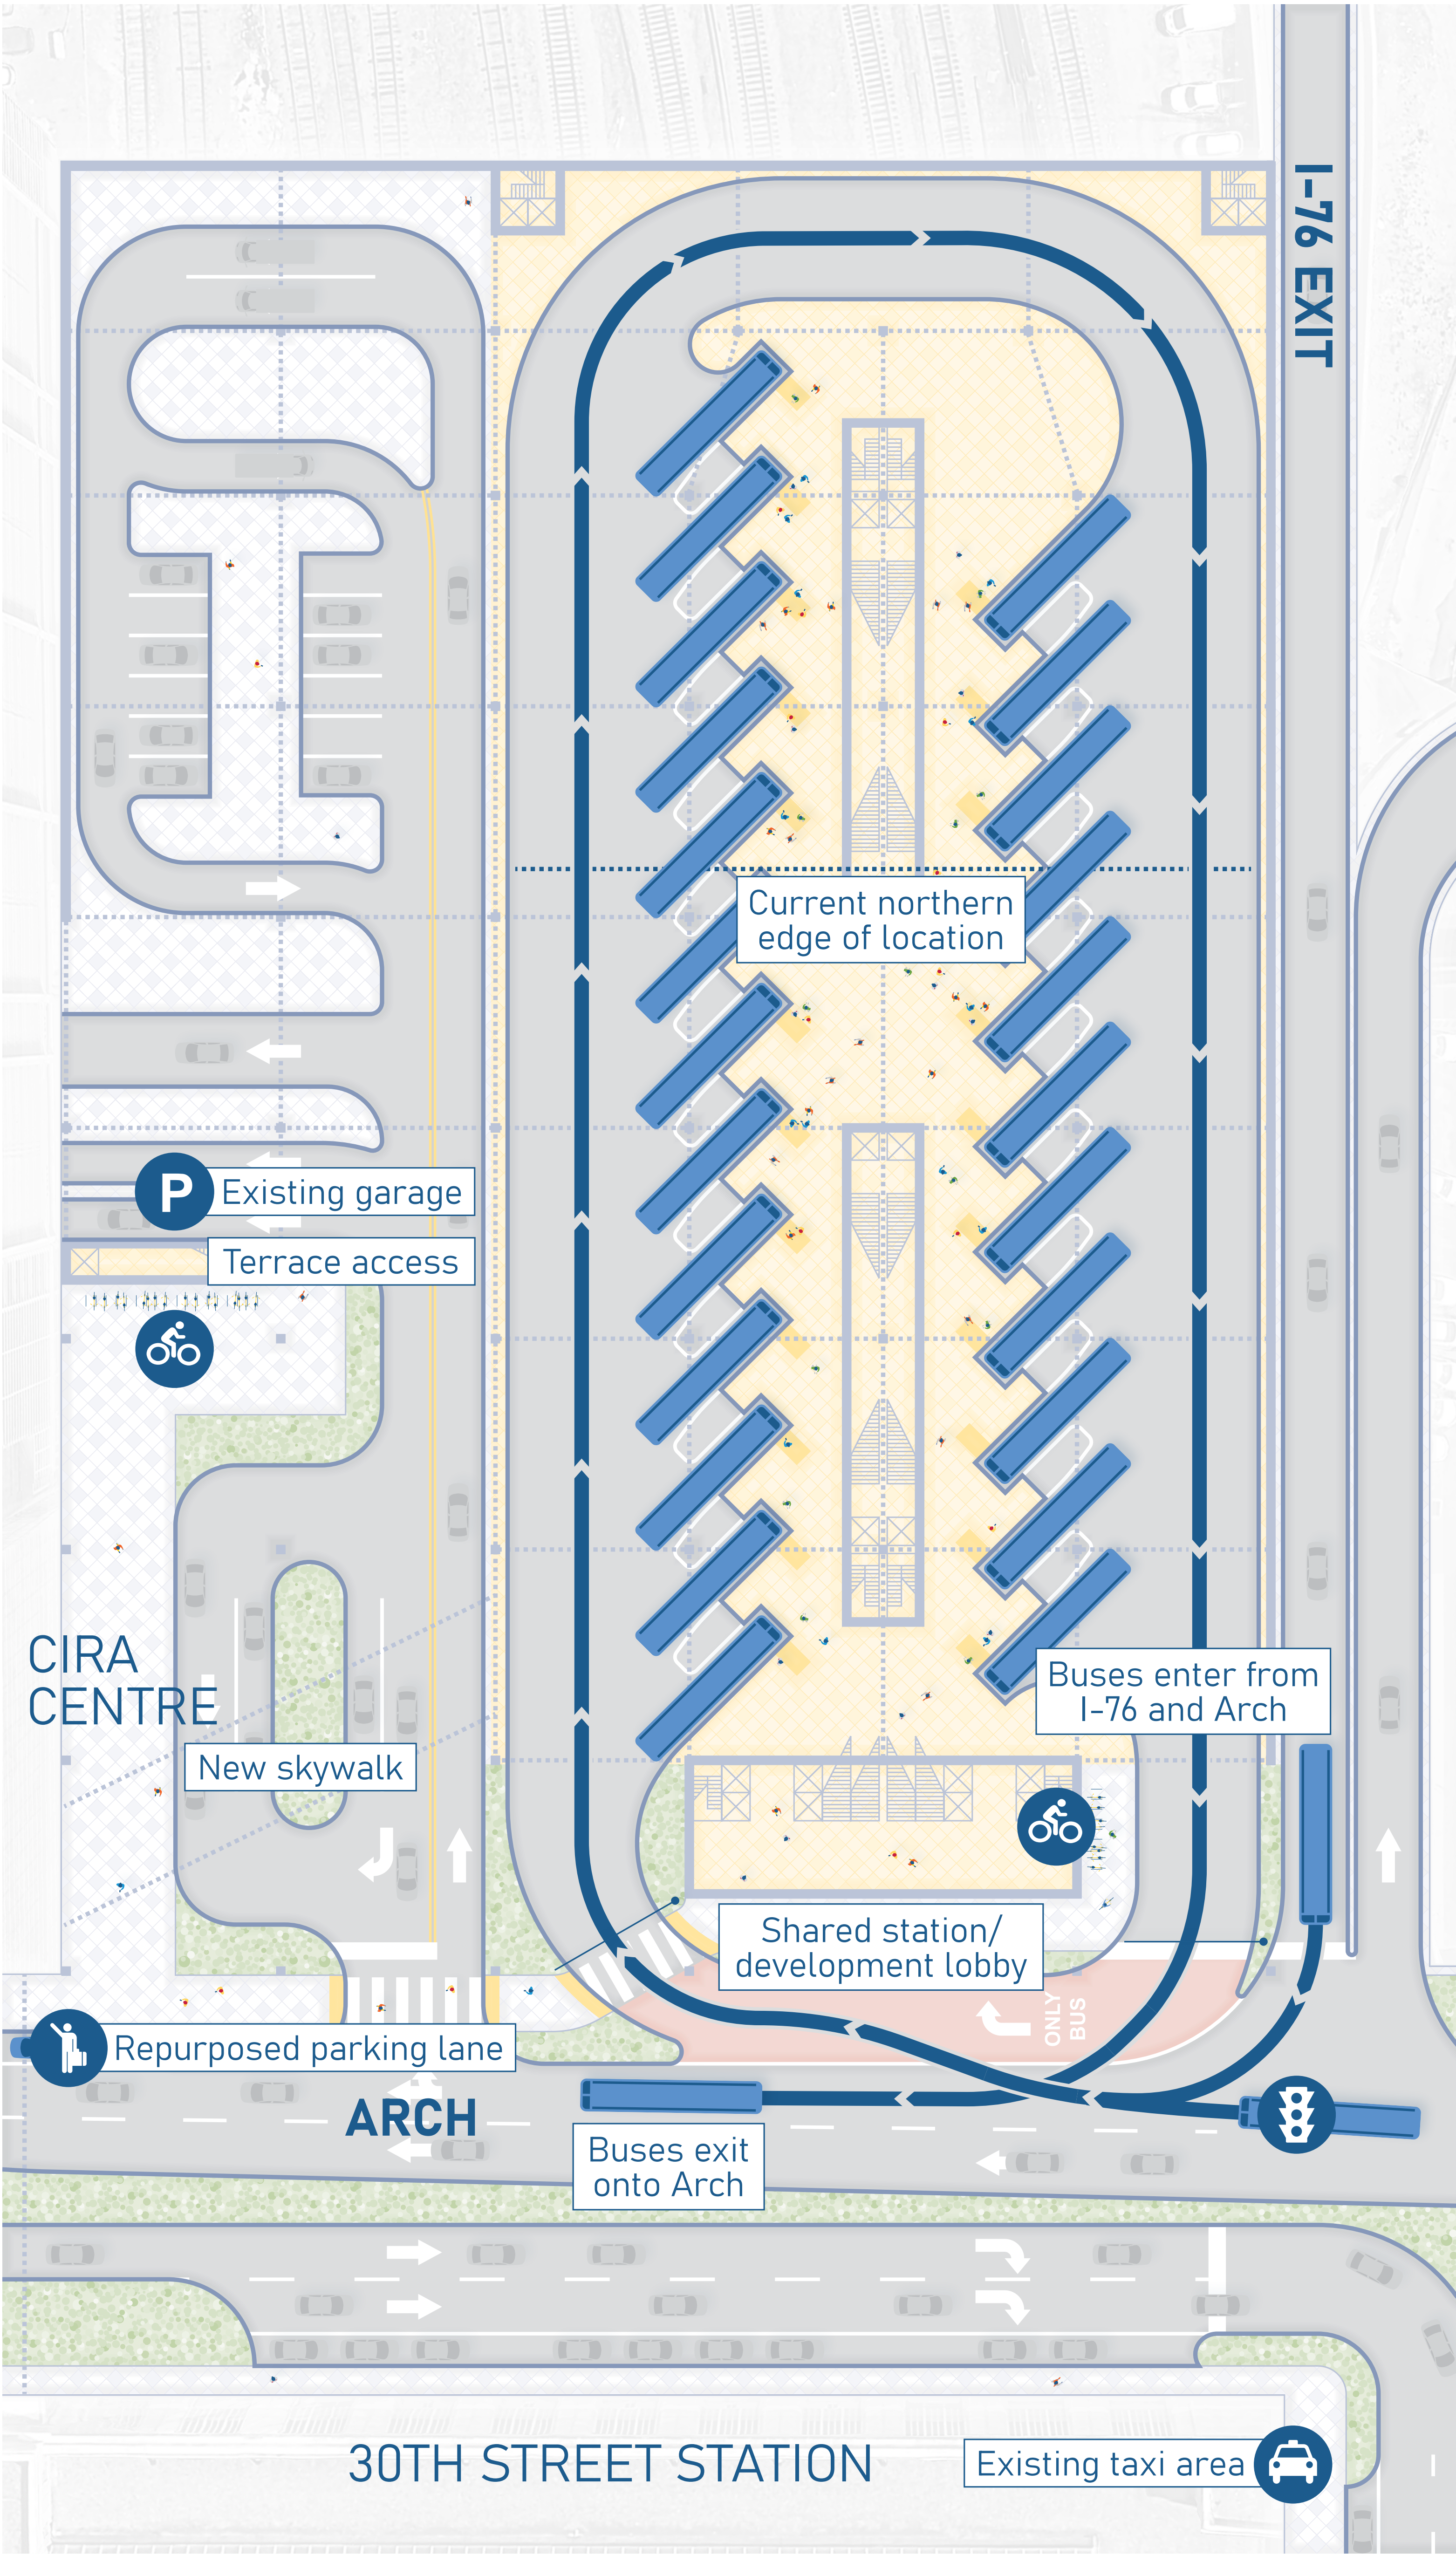 I-76 EXIT
Current northern
edge of location
P
Existing garage
Terrace access
CIRA
CENTRE
Buses enter from
I-76 and Arch
New skywalk
Shared station/
development lobby
ONLY
BUS
Repurposed parking lane
ARCH
Buses exit
onto Arch
30TH STREET STATION
Existing taxi area